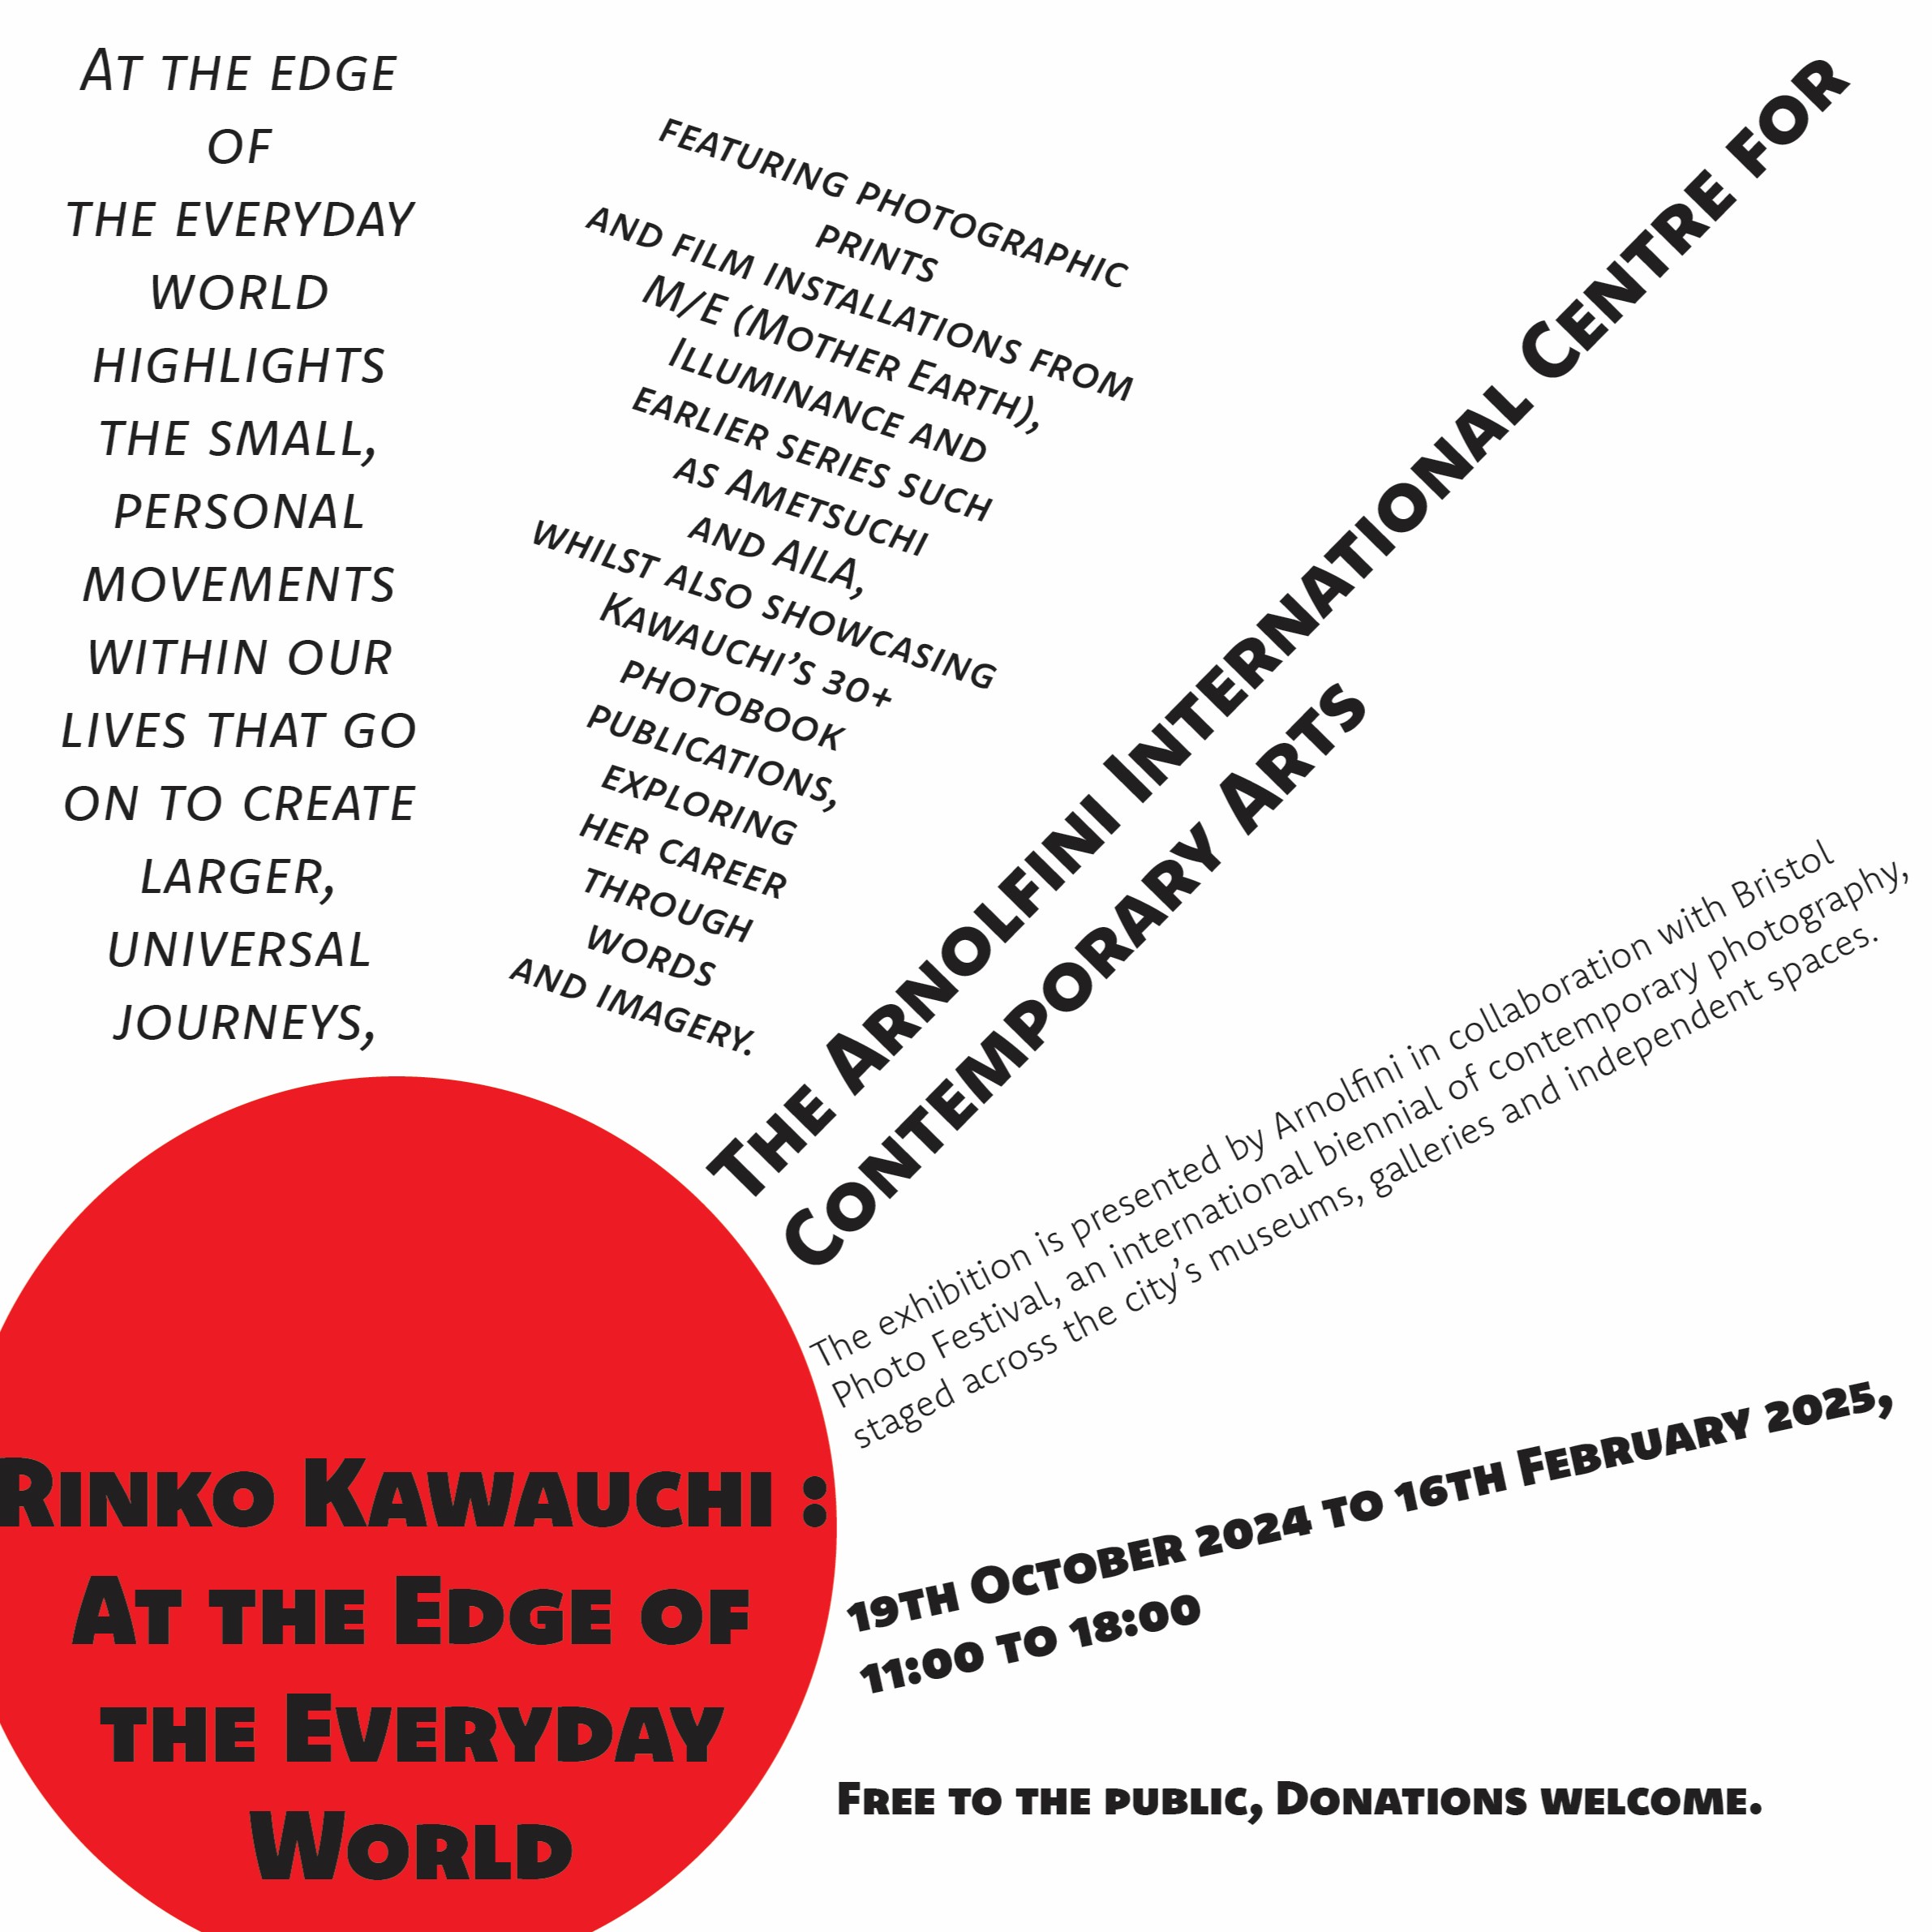 At the edge
of
the everyday
world
highlights
the small,
personal
movements
within our
lives that go
on to create
larger,
universal
journeys,
featuring photographic
prints
and film installations from
M/E (Mother Earth),
Illuminance and
earlier series such
as Ametsuchi
and AILA,
whilst also showcasing
Kawauchi’s 30+
photobook
publications,
exploring
her career
through
words
and imagery.
The Arnolfini International Centre for
Contemporary Arts
The exhibition is presented by Arnolfini in collaboration with Bristol
Photo Festival, an international biennial of contemporary photography,
staged across the city’s museums, galleries and independent spaces.
19th October 2024 to 16th February 2025,
11:00 to 18:00
Free to the public, Donations welcome.
Rinko Kawauchi :
At the Edge of
the Everyday
World